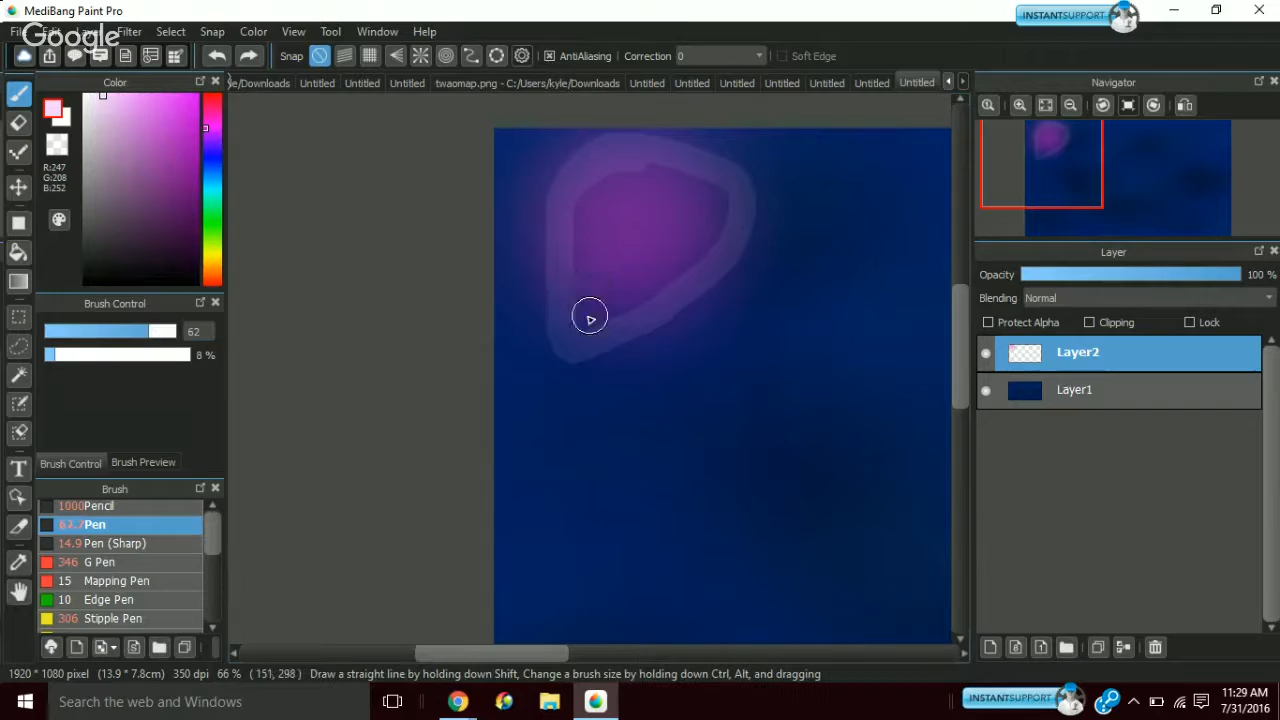 MediBang Paint Pro
INSTANTSUPPORT
File Edit Layer Filter Select Snap Color View Tool Window Help
Google
Snap AntiAliasing Correction 0 Soft Edge
Color
le/Downloads Untitled Untitled Untitled twaomap.png - C:/Users/kyle/Downloads Untitled Untitled Untitled Untitled Untitled Untitled Untitled
Navigator
R:247
G:208
B:252
Layer
Opacity 100 %
Blending Normal
Protect Alpha Clipping Lock
Layer2
Layer1
Brush Control
62
8 %
Brush Control Brush Preview
Brush
1000 Pencil
62.7 Pen
14.9 Pen (Sharp)
346 G Pen
15 Mapping Pen
10 Edge Pen
306 Stipple Pen
1920 * 1080 pixel (13.9 * 7.8cm) 350 dpi 66 % ( 151, 298 ) Draw a straight line by holding down Shift, Change a brush size by holding down Ctrl, Alt, and dragging
Search the web and Windows
INSTANTSUPPORT
11:29 AM
7/31/2016